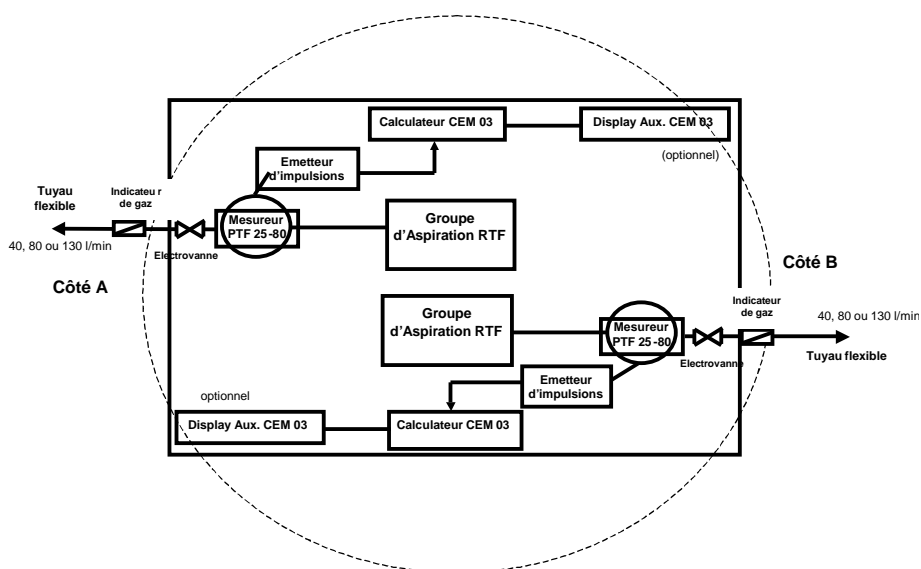 Calculateur CEM 03
Display Aux. CEM 03
(optionnel)
Emetteur
d'impulsions
Tuyau
flexible
Indicateur
de gaz
Mesureur
PTF 25-80
Groupe
d'Aspiration RTF
40, 80 ou 130 l/min
Electrovanne
Côté A
Côté B
Groupe
d'Aspiration RTF
Mesureur
PTF 25-80
Indicateur
de gaz
40, 80 ou 130 l/min
Electrovanne
Tuyau flexible
Emetteur
d'impulsions
optionnel
Display Aux. CEM 03
Calculateur CEM 03